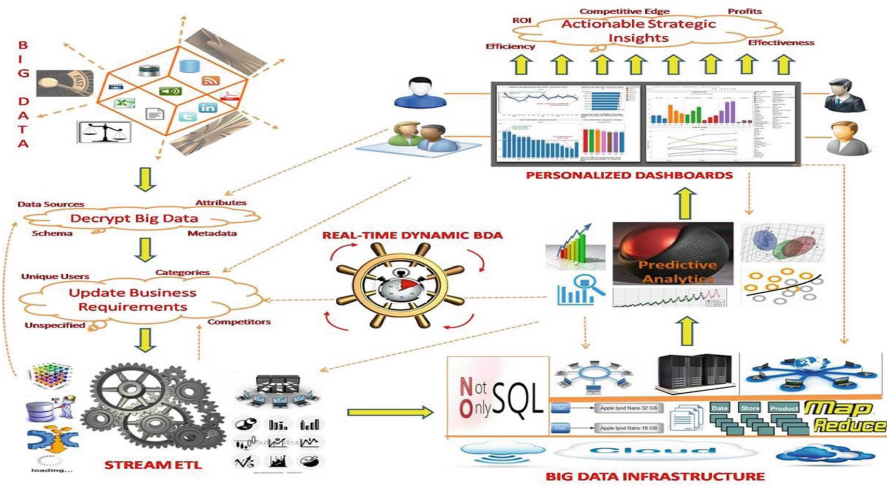 BIG DATA
ROI
Competitive Edge
Profits
Actionable Strategic
Insights
Efficiency
Effectiveness
PERSONALIZED DASHBOARDS
Data Sources
Attributes
Decrypt Big Data
Schema
Metadata
REAL-TIME DYNAMIC BDA
Unique Users
Categories
Update Business
Requirements
Unspecified
Competitors
Predictive
Analytics
Not
Only
SQL
Apple Ipod Nano 32 GB
Apple Ipod Nano 16 GB
Date
Store
Product
Map
Reduce
Cloud
loading...
STREAM ETL
BIG DATA INFRASTRUCTURE